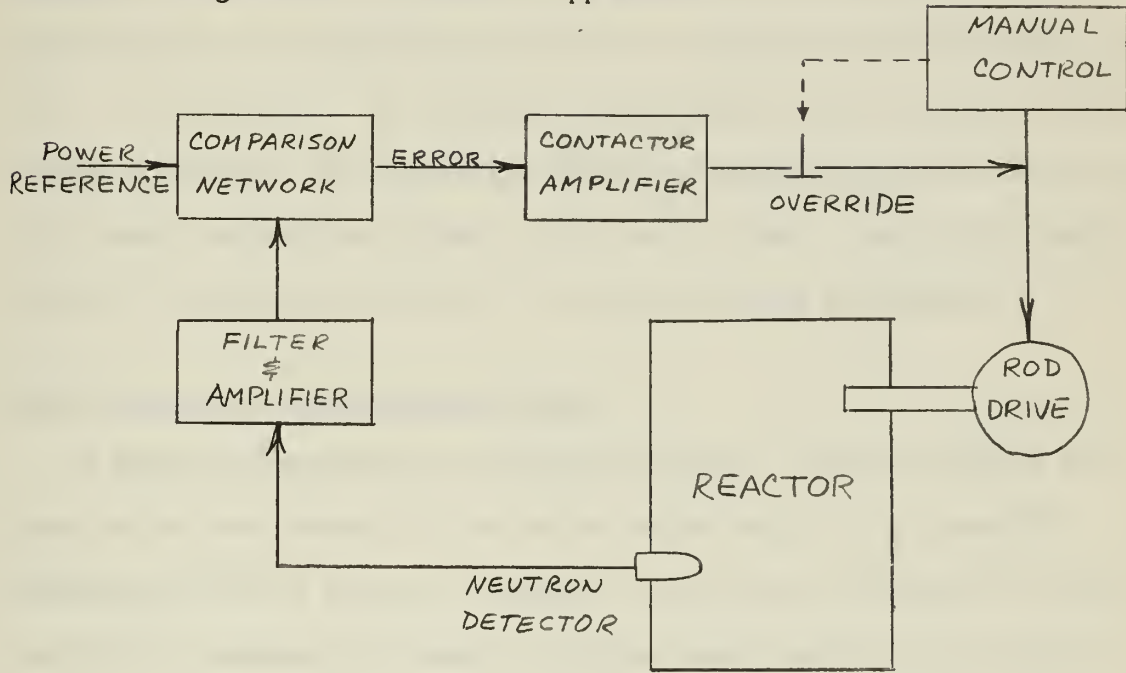 MANUAL
CONTROL
POWER
REFERENCE
COMPARISON
NETWORK
ERROR
CONTACTOR
AMPLIFIER
OVERRIDE
FILTER
&
AMPLIFIER
ROD
DRIVE
REACTOR
NEUTRON
DETECTOR